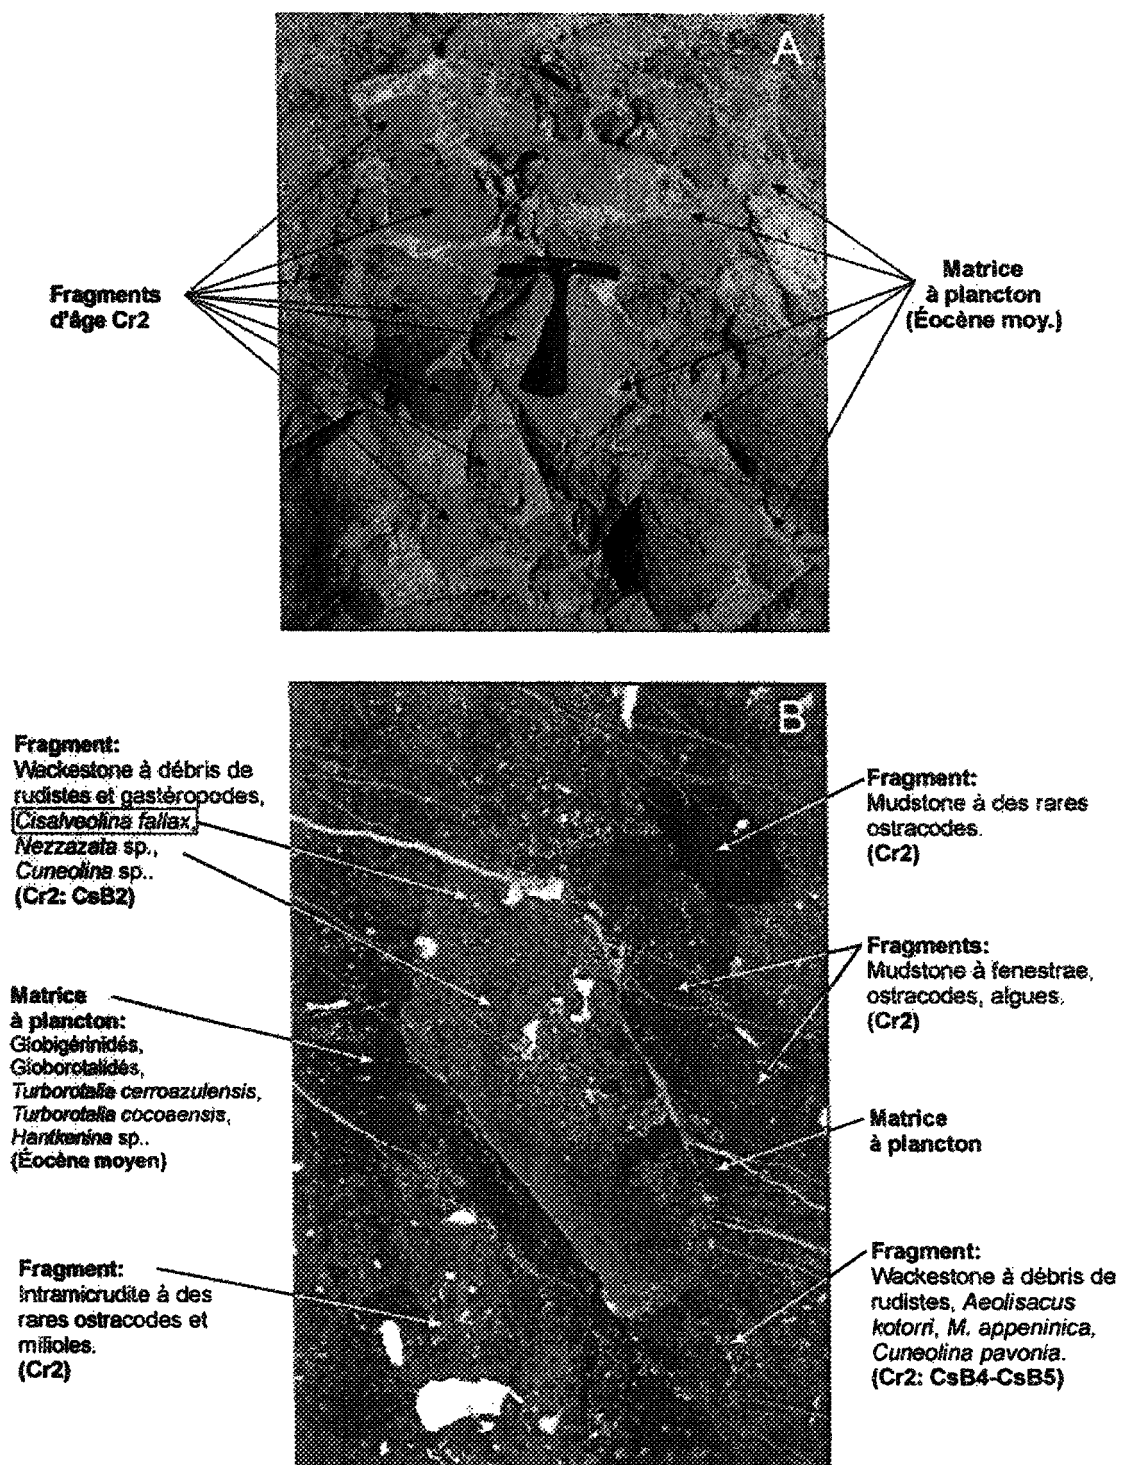 A
Fragments
d'âge Cr2
Matrice
à plancton
(Éocène moy.)
B
Fragment:
Wackestone à débris de
rudistes et gastéropodes,
Cisalveolina fallax,
Nezzazata sp.,
Cuneolina sp..
(Cr2: CsB2)
Matrice
à plancton:
Globigérinidés,
Globorotalidés,
Turborotalia cerroazulensis,
Turborotalia cocoaensis,
Hantkenina sp..
(Éocène moyen)
Fragment:
Intramicrudite à des
rares ostracodes et
milioles.
(Cr2)
Fragment:
Mudstone à des rares
ostracodes.
(Cr2)
Fragments:
Mudstone à fenestrae,
ostracodes, algues.
(Cr2)
Matrice
à plancton
Fragment:
Wackestone à débris de
rudistes, Aeolisacus
kotorri, M. appeninica,
Cuneolina pavonia.
(Cr2: CsB4-CsB5)